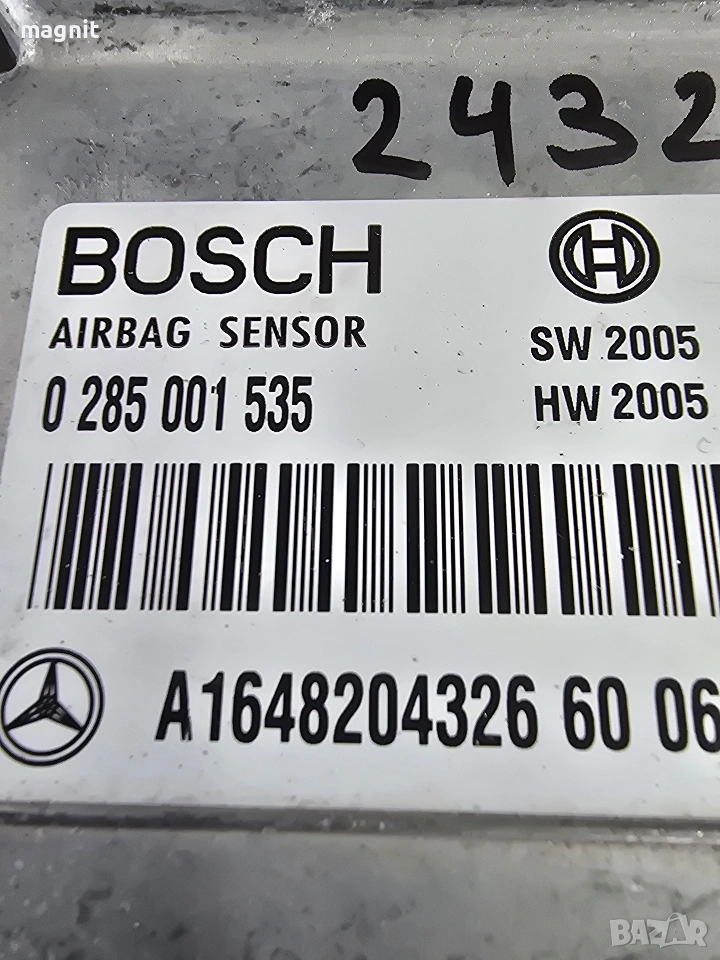 magnit
2432
BOSCH
AIRBAG SENSOR
SW 2005
0 285 001 535
HW 2005
A1648204326 60 06
BAZAR